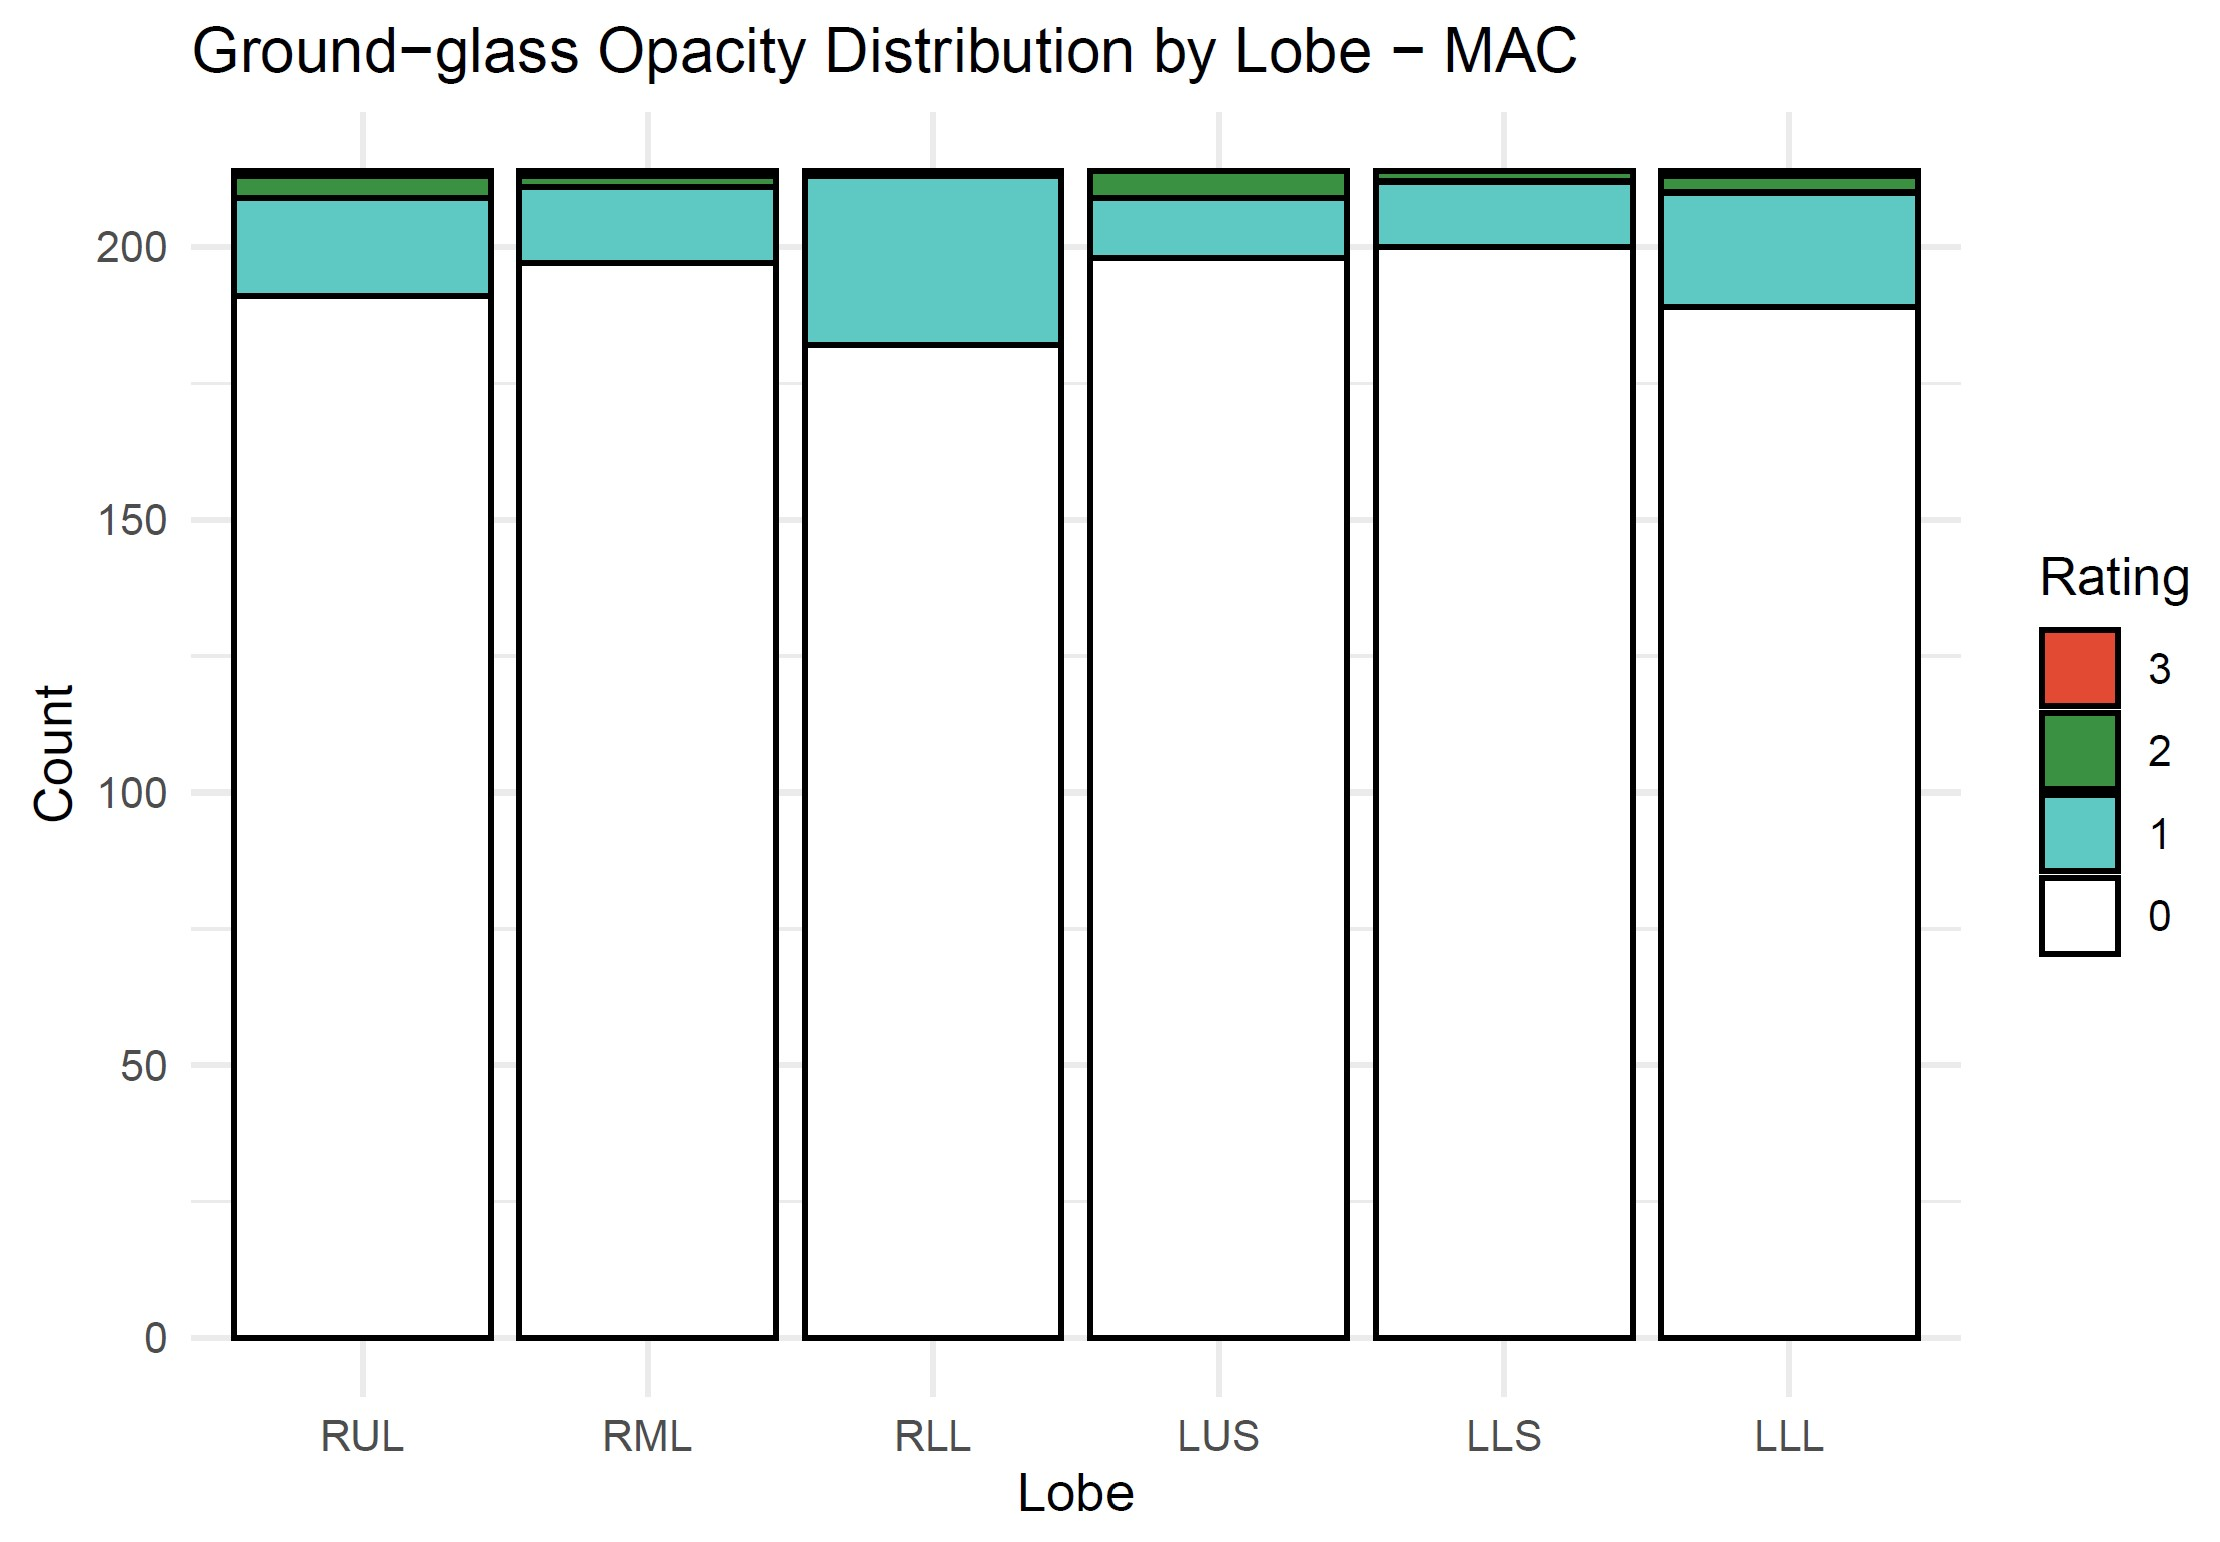 Ground−glass Opacity Distribution by Lobe − MAC
Count
200
150
100
50
0
RUL RML RLL LUS LLS LLL
Lobe
Rating
3
2
1
0